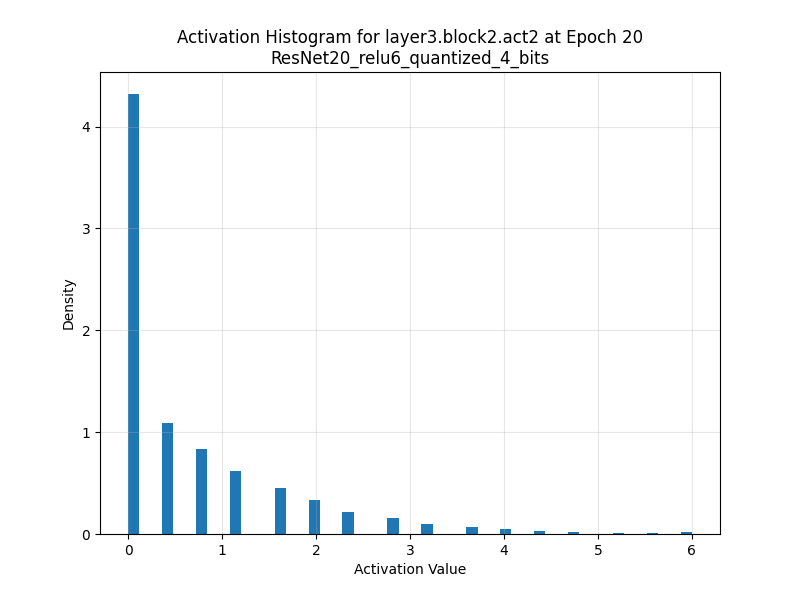 Activation Histogram for layer3.block2.act2 at Epoch 20
ResNet20_relu6_quantized_4_bits
Density
4
3
2
1
0
0 1 2 3 4 5 6
Activation Value